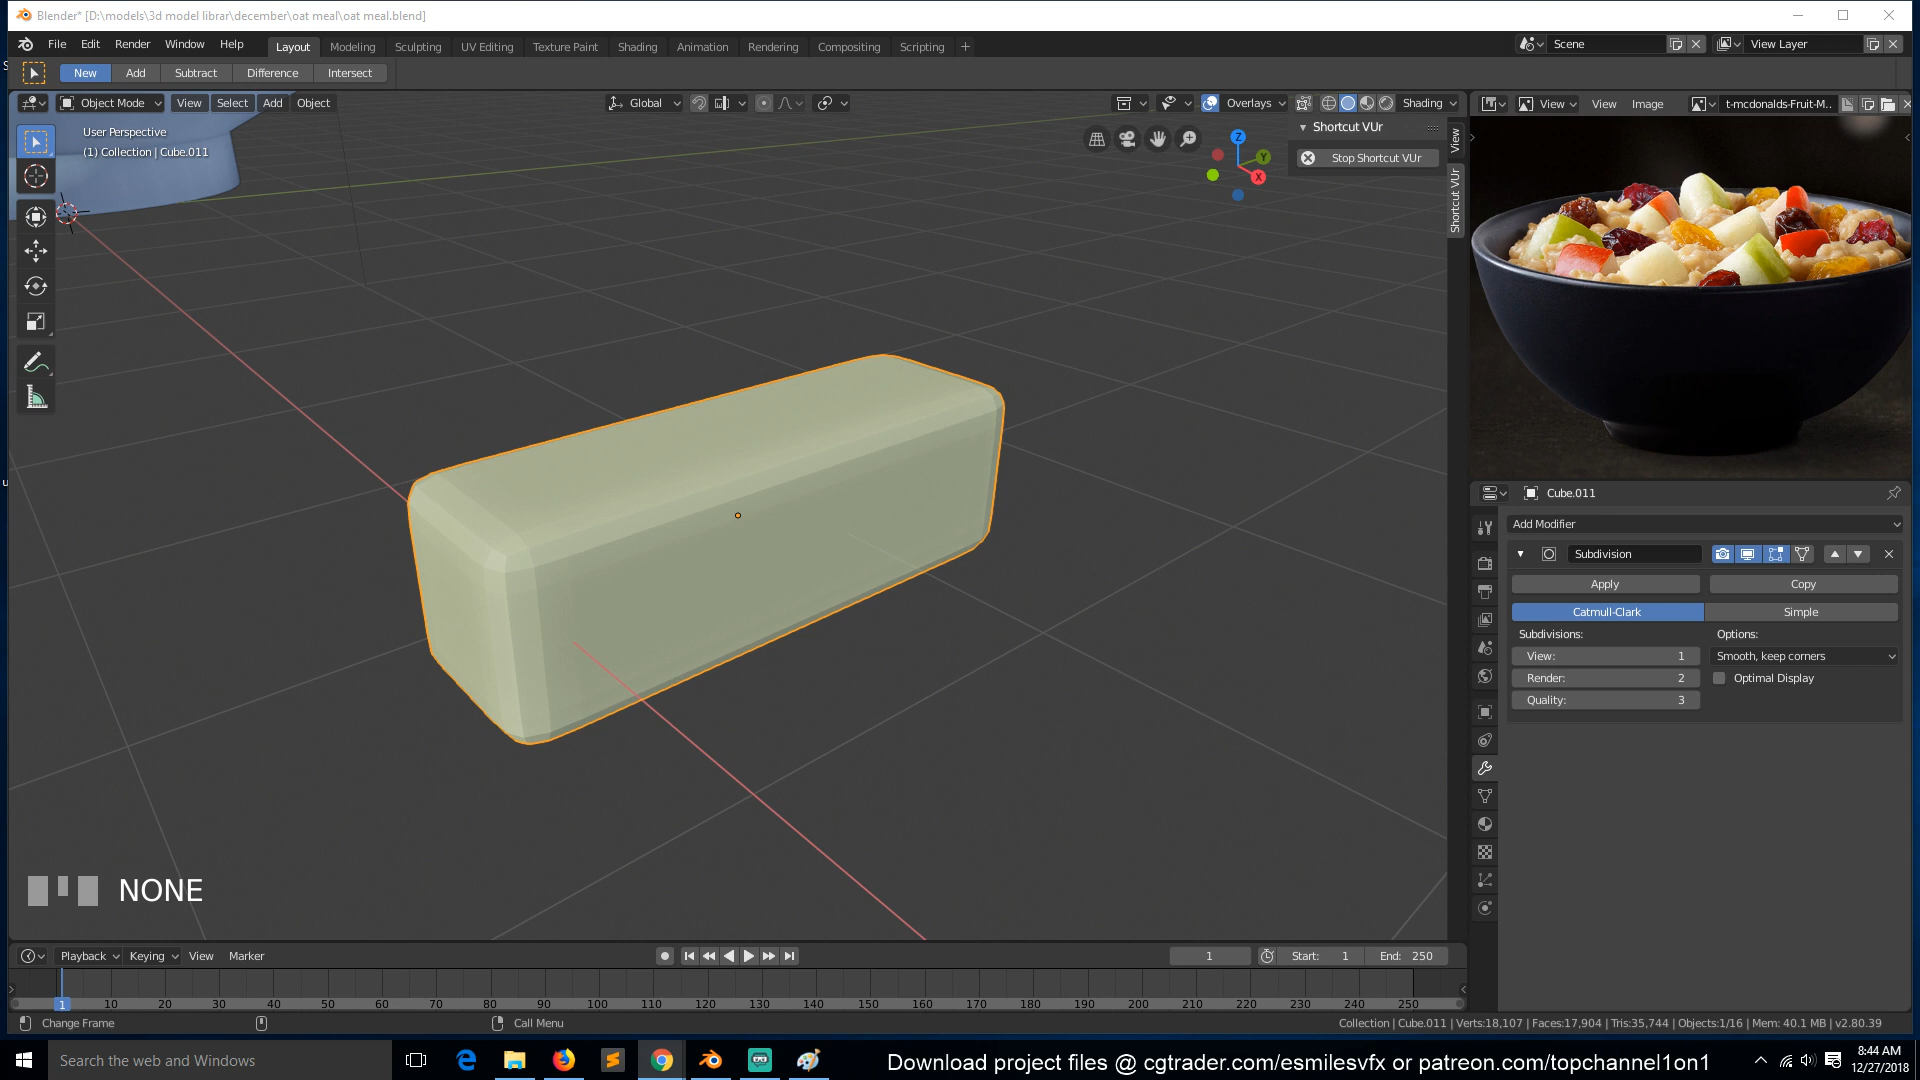 Blender* [D:\models\3d model librar\december\oat meal\oat meal.blend]
File Edit Render Window Help Layout Modeling Sculpting UV Editing Texture Paint Shading Animation Rendering Compositing Scripting + Scene View Layer
New Add Subtract Difference Intersect
Object Mode View Select Add Object Global Overlays Shading View View Image t-mcdonalds-Fruit-M..
User Perspective
(1) Collection | Cube.011
Shortcut VUr
Stop Shortcut VUr
View
Shortcut VUr
Z
Y
X
Cube.011
Add Modifier
Subdivision
Apply Copy
Catmull-Clark Simple
Subdivisions: Options:
View: 1 Smooth, keep corners
Render: 2 Optimal Display
Quality: 3
NONE
Playback Keying View Marker 1 Start: 1 End: 250
1 10 20 30 40 50 60 70 80 90 100 110 120 130 140 150 160 170 180 190 200 210 220 230 240 250
Change Frame Call Menu Collection | Cube.011 | Verts:18,107 | Faces:17,904 | Tris:35,744 | Objects:1/16 | Mem: 40.1 MB | v2.80.39
Search the web and Windows
Download project files @ cgtrader.com/esmilesvfx or patreon.com/topchannel1on1
8:44 AM
12/27/2018